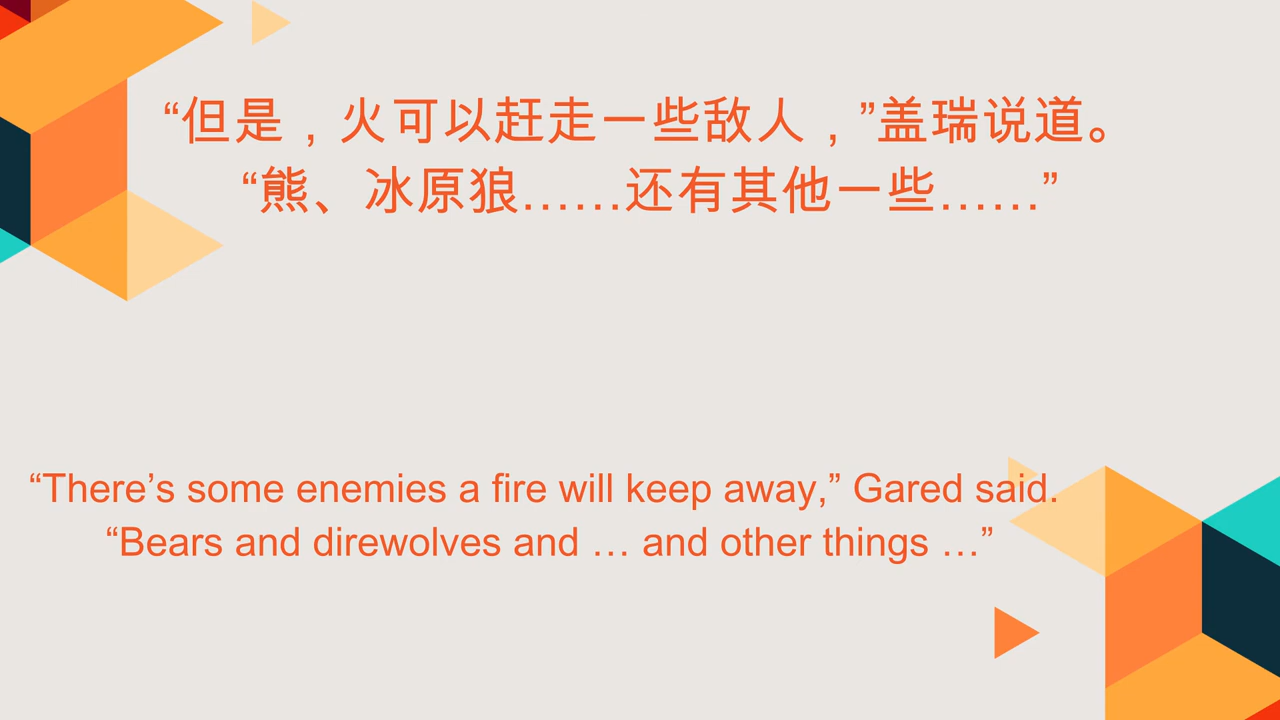 “但是，火可以赶走一些敌人，”盖瑞说道。
“熊、冰原狼……还有其他一些……”
“There’s some enemies a fire will keep away,” Gared said.
“Bears and direwolves and … and other things …”